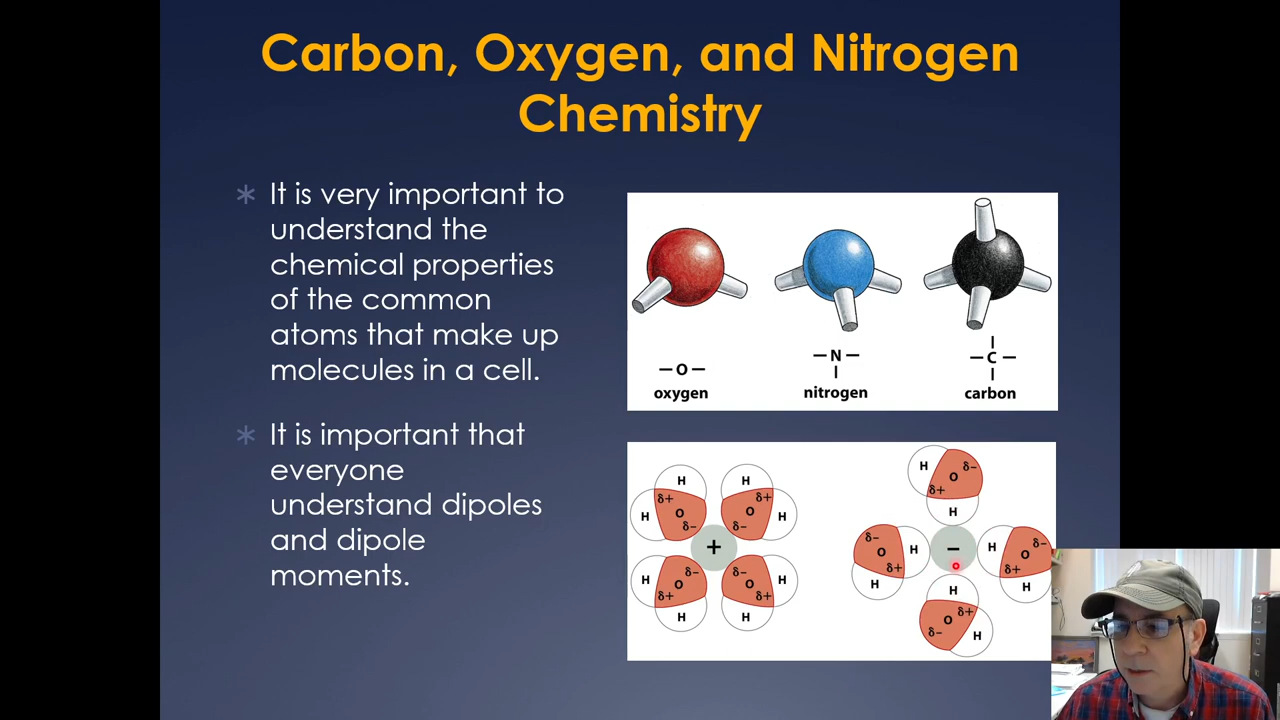 Carbon, Oxygen, and Nitrogen
Chemistry
* It is very important to
understand the
chemical properties
of the common
atoms that make up
molecules in a cell.
* It is important that
everyone
understand dipoles
and dipole
moments.
–O–
oxygen
–N–
nitrogen
–C–
carbon
H H
δ+ δ+
H O O H
δ– δ–
+
δ– δ–
H O O H
δ+ δ+
H H
H δ–
O
δ+
H
δ–
O H
δ+
H
–
H O δ–
δ+
H
H
O δ+
δ– H